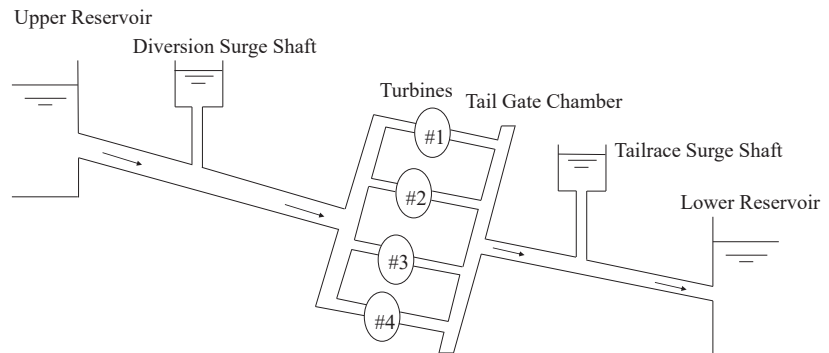 Upper Reservoir
Diversion Surge Shaft
Turbines
Tail Gate Chamber
#1
Tailrace Surge Shaft
#2
Lower Reservoir
#3
#4